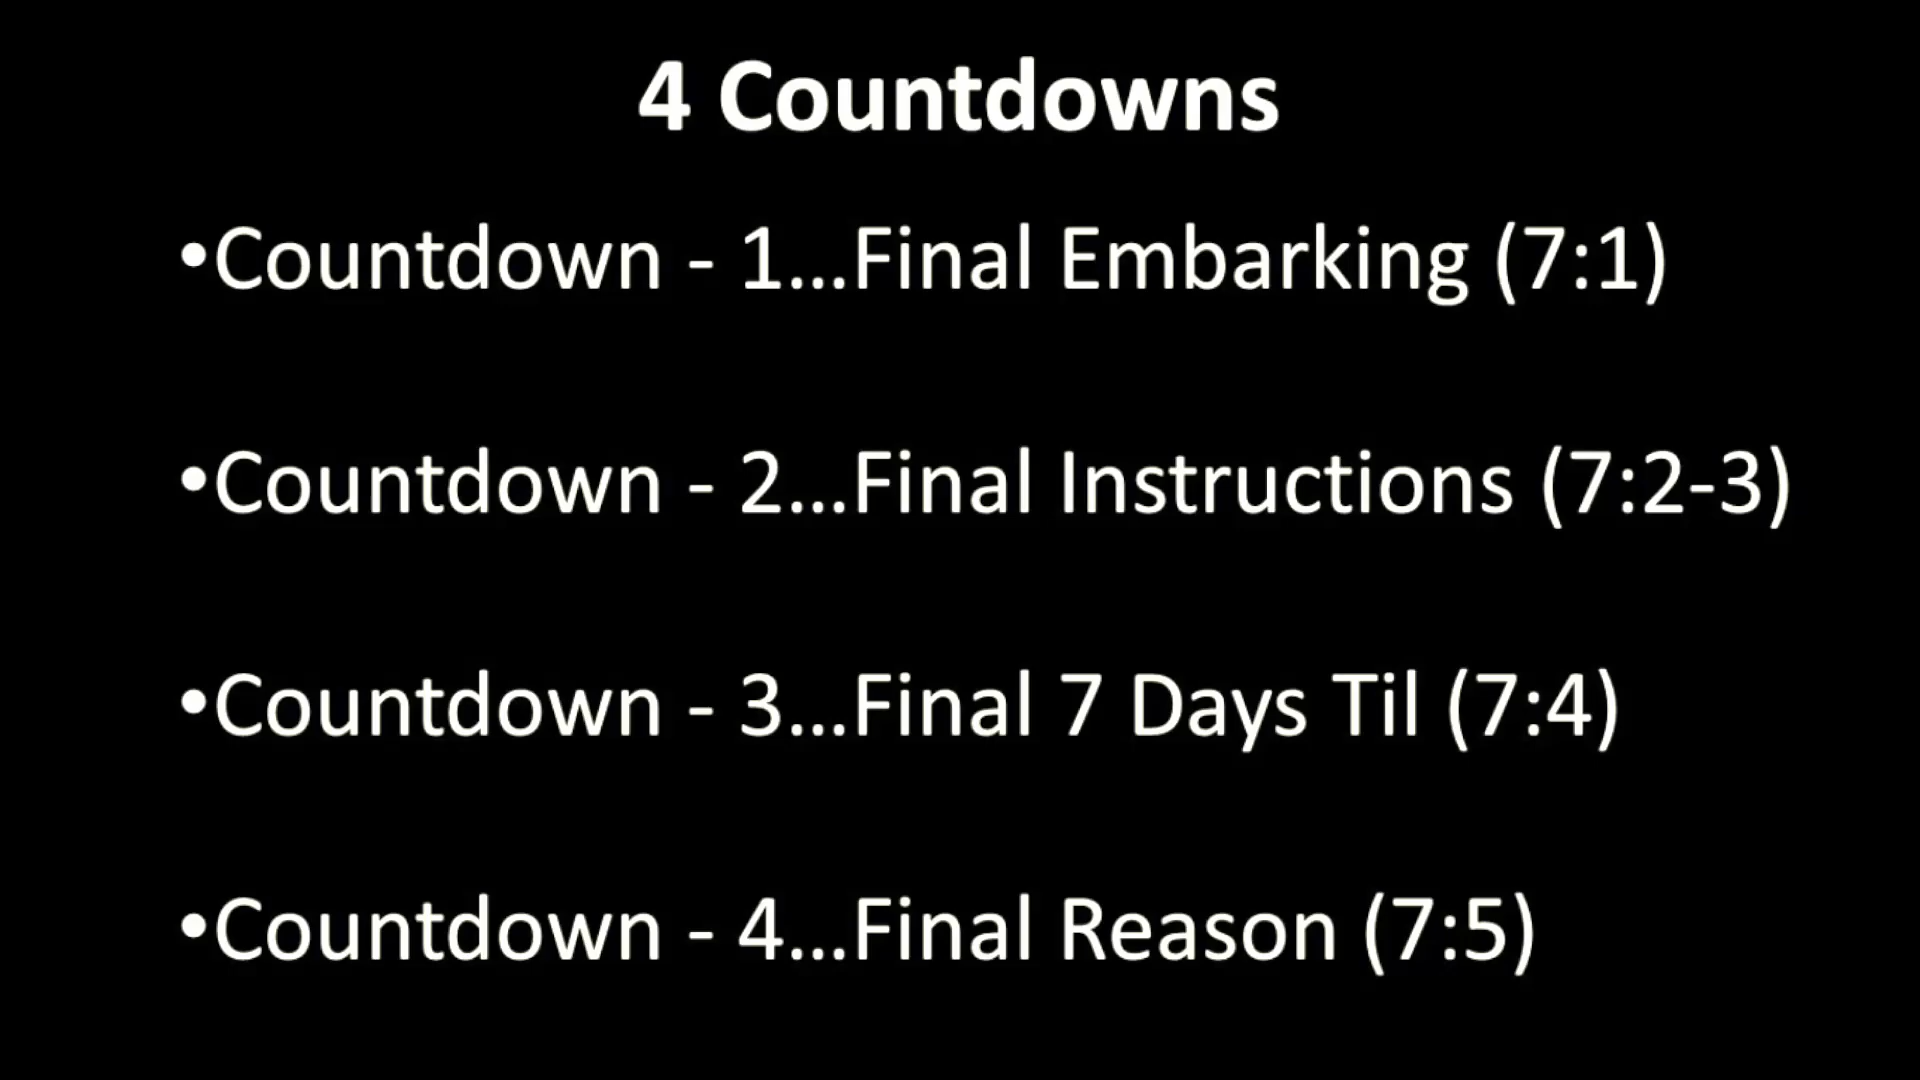 4 Countdowns
•Countdown - 1...Final Embarking (7:1)
•Countdown - 2...Final Instructions (7:2-3)
•Countdown - 3...Final 7 Days Til (7:4)
•Countdown - 4...Final Reason (7:5)